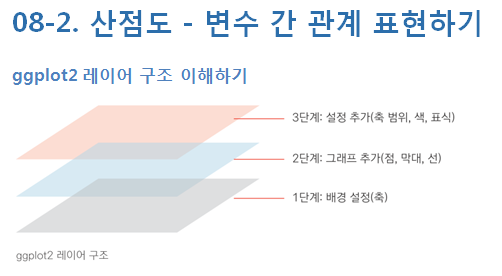 08-2. 산점도 - 변수 간 관계 표현하기
ggplot2 레이어 구조 이해하기
3단계: 설정 추가(축 범위, 색, 표식)
2단계: 그래프 추가(점, 막대, 선)
1단계: 배경 설정(축)
ggplot2 레이어 구조